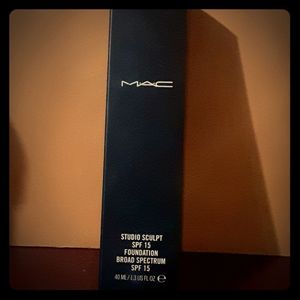 MAC
STUDIO SCULPT
SPF 15
FOUNDATION
BROAD SPECTRUM
SPF 15
40 ML / 1.3 US FL OZ ℮